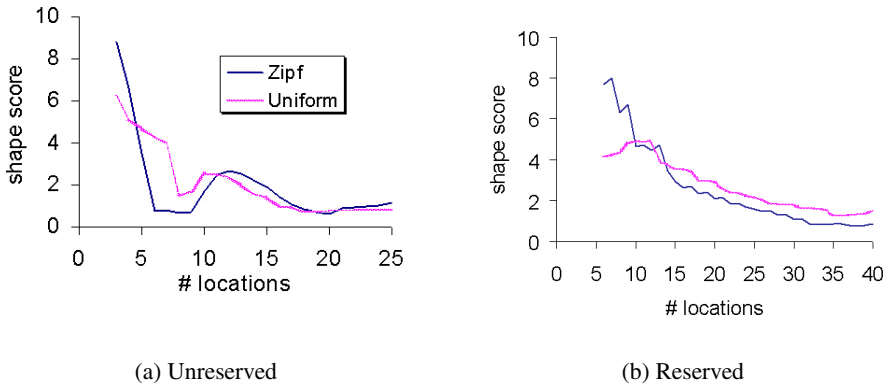 10
8
6
4
2
0
shape score
Zipf
Uniform
0 5 10 15 20 25
# locations
(a) Unreserved
10
8
6
4
2
0
shape score
0 5 10 15 20 25 30 35 40
# locations
(b) Reserved